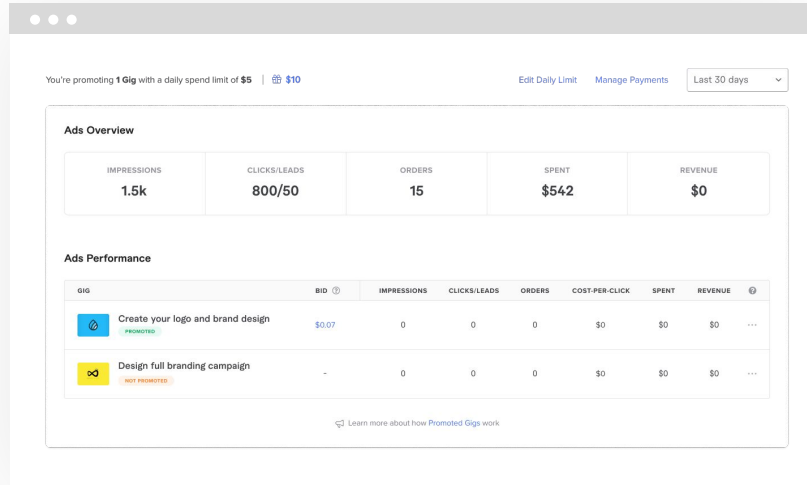 You're promoting 1 Gig with a daily spend limit of $5 | $10 Edit Daily Limit Manage Payments Last 30 days
Ads Overview
IMPRESSIONS CLICKS/LEADS ORDERS SPENT REVENUE
1.5k 800/50 15 $542 $0
Ads Performance
GIG BID ? IMPRESSIONS CLICKS/LEADS ORDERS COST-PER-CLICK SPENT REVENUE ?
Create your logo and brand design $0.07 0 0 0 $0 $0 $0 ...
PROMOTED
Design full branding campaign - 0 0 0 $0 $0 $0 ...
NOT PROMOTED
Learn more about how Promoted Gigs work